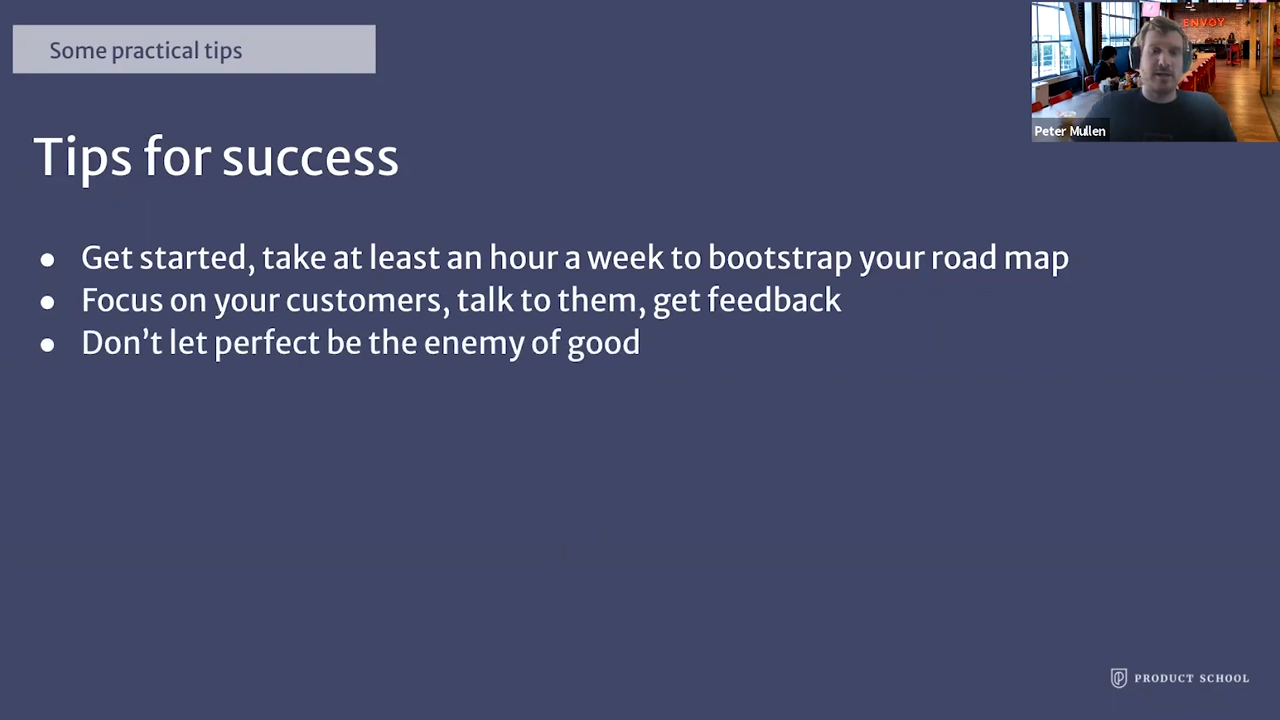 Some practical tips
ENVOY
Peter Mullen
Tips for success
● Get started, take at least an hour a week to bootstrap your road map
● Focus on your customers, talk to them, get feedback
● Don’t let perfect be the enemy of good
PRODUCT SCHOOL